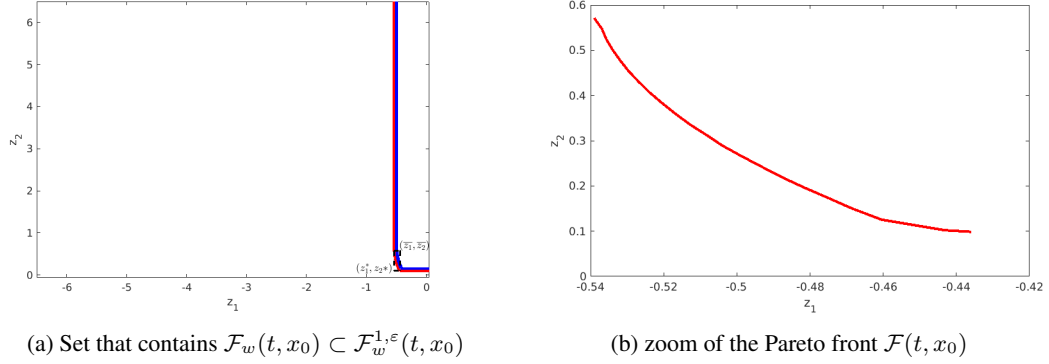 6
5
4
3
2
1
0
z₂
-6 -5 -4 -3 -2 -1 0
z₁
(z̅₁, z̅₂)
(z₁*, z₂*)
(a) Set that contains 𝓕_w(t, x₀) ⊂ 𝓕_w^{1,ε}(t, x₀)
0.6
0.5
0.4
0.3
0.2
0.1
0
z₂
-0.54 -0.52 -0.5 -0.48 -0.46 -0.44 -0.42
z₁
(b) zoom of the Pareto front 𝓕(t, x₀)